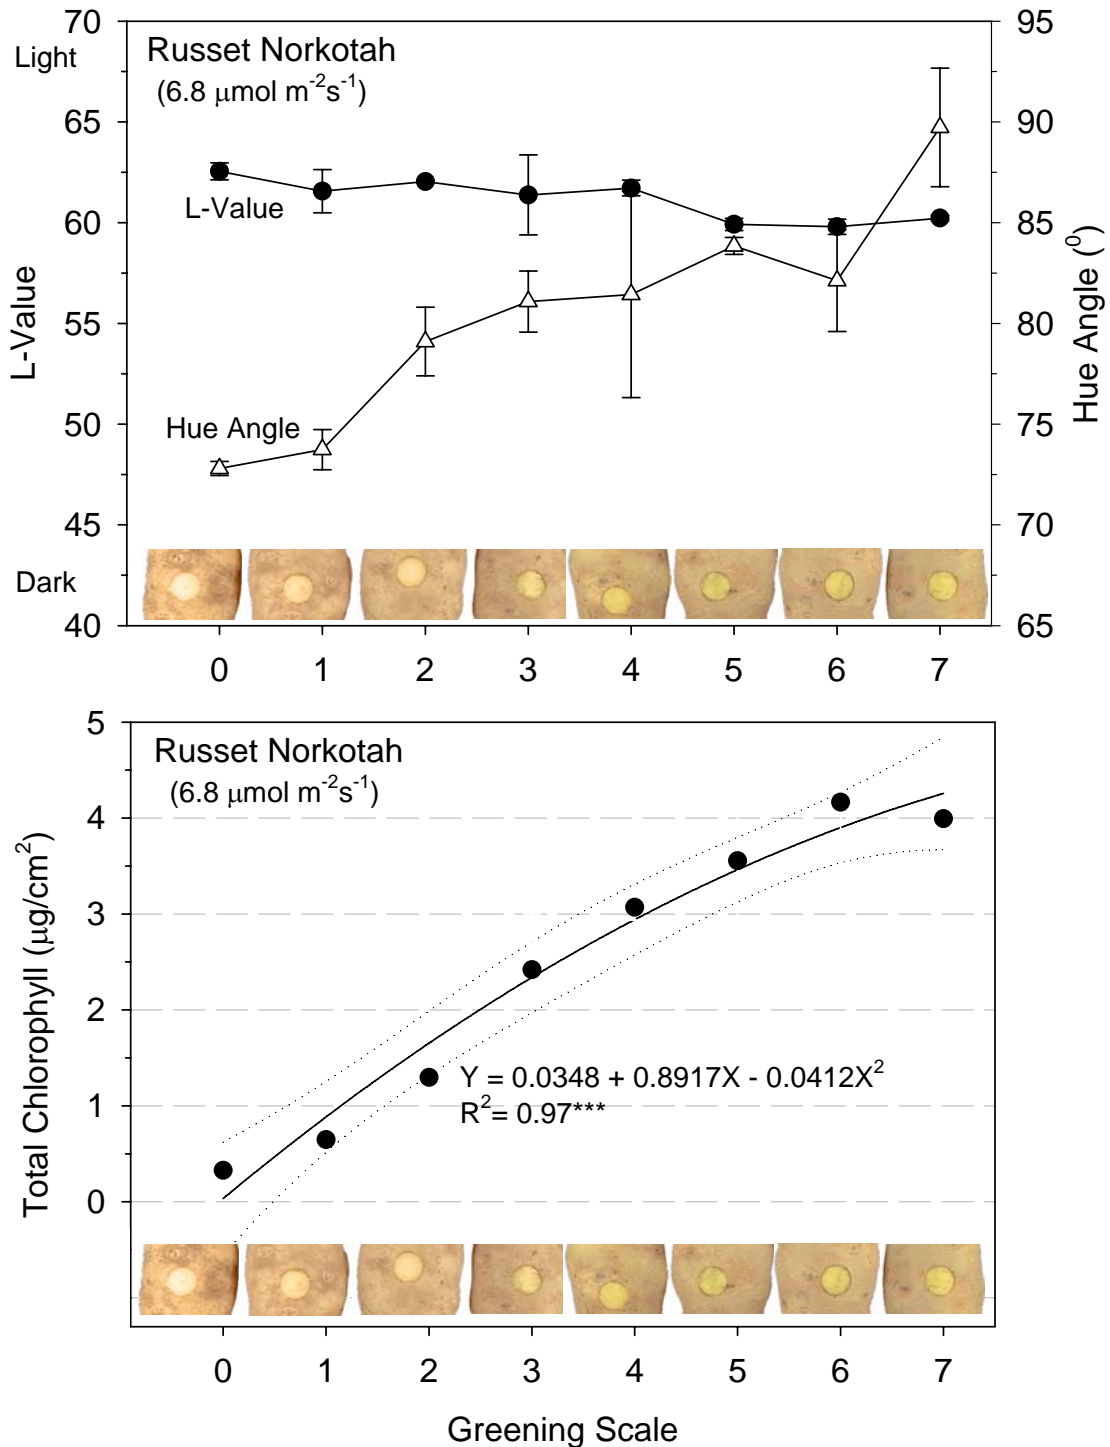 70
95
Light
Russet Norkotah
(6.8 μmol m⁻²s⁻¹)
65
90
L-Value
60
85
L-Value
Hue Angle (⁰)
55
80
Hue Angle
50
75
45
70
Dark
40
65
0 1 2 3 4 5 6 7
5
Russet Norkotah
(6.8 μmol m⁻²s⁻¹)
4
3
Total Chlorophyll (μg/cm²)
2
Y = 0.0348 + 0.8917X - 0.0412X²
R²= 0.97***
1
0
0 1 2 3 4 5 6 7
Greening Scale